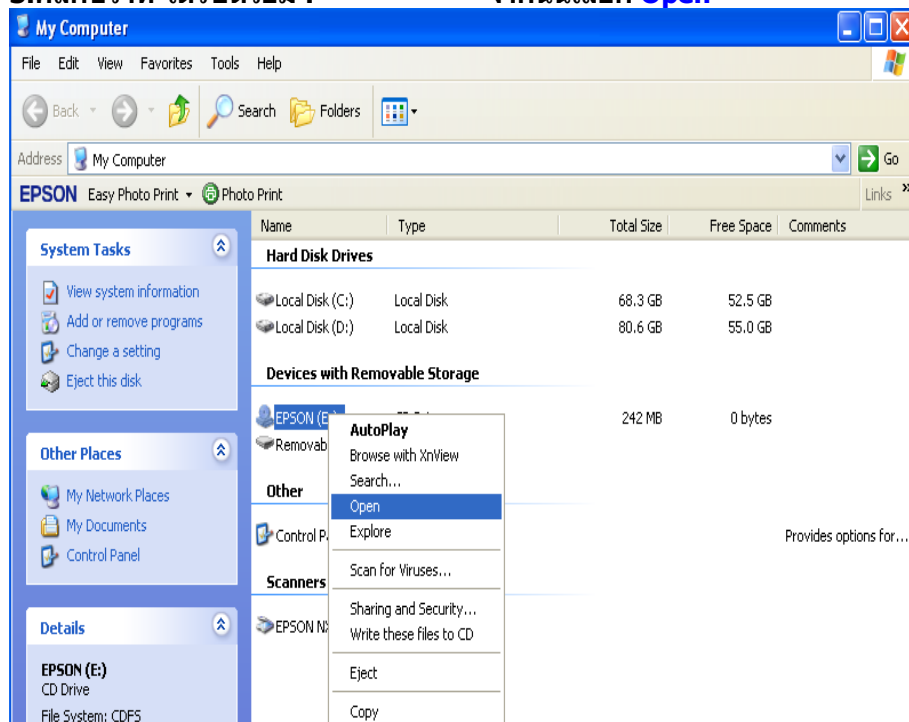 Open
My Computer
File Edit View Favorites Tools Help
Back Search Folders
Address My Computer Go
EPSON Easy Photo Print Photo Print Links »
Name Type Total Size Free Space Comments
System Tasks
View system information
Add or remove programs
Change a setting
Eject this disk
Other Places
My Network Places
My Documents
Control Panel
Details
EPSON (E:)
CD Drive
File System: CDFS
Hard Disk Drives
Local Disk (C:) Local Disk 68.3 GB 52.5 GB
Local Disk (D:) Local Disk 80.6 GB 55.0 GB
Devices with Removable Storage
EPSON (E 242 MB 0 bytes
Removab
Other
Control P Provides options for...
Scanners
EPSON NX
AutoPlay
Browse with XnView
Search...
Open
Explore
Scan for Viruses...
Sharing and Security...
Write these files to CD
Eject
Copy